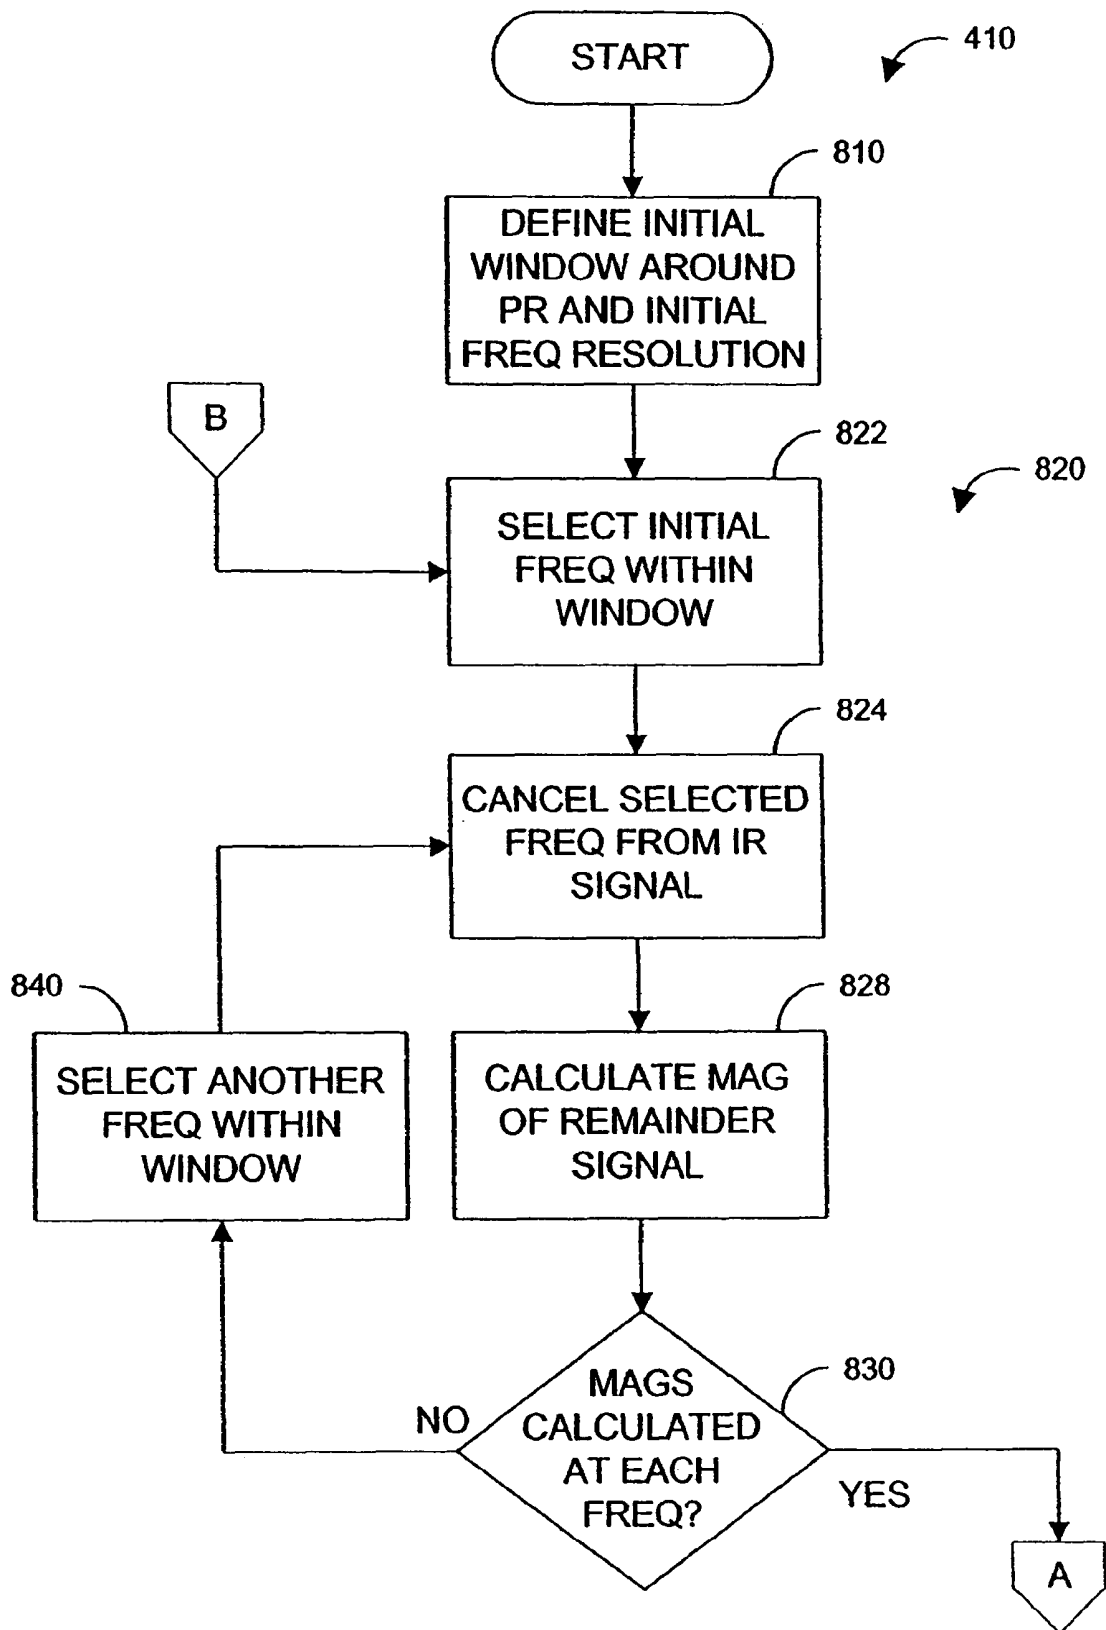 START
410
810
DEFINE INITIAL
WINDOW AROUND
PR AND INITIAL
FREQ RESOLUTION
B
822
820
SELECT INITIAL
FREQ WITHIN
WINDOW
824
CANCEL SELECTED
FREQ FROM IR
SIGNAL
840
828
SELECT ANOTHER
FREQ WITHIN
WINDOW
CALCULATE MAG
OF REMAINDER
SIGNAL
830
MAGS
CALCULATED
AT EACH
FREQ?
NO
YES
A